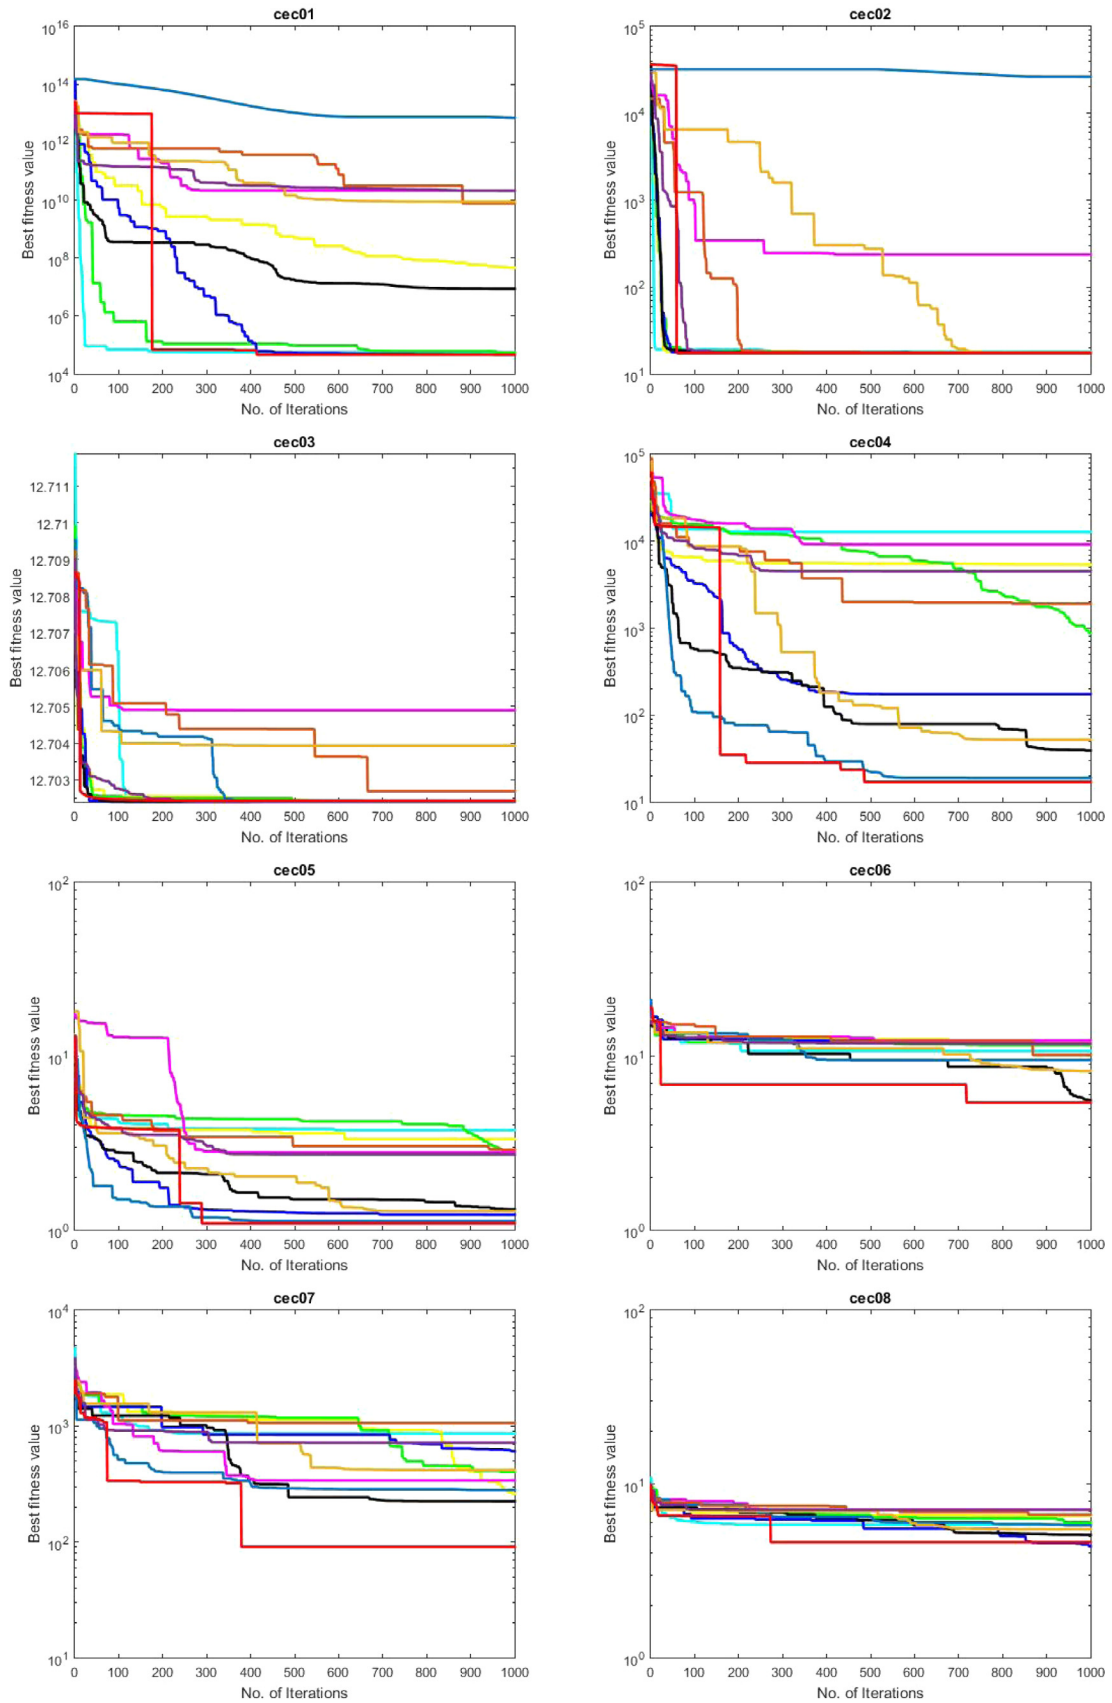 cec01
10^16
10^14
10^12
10^10
10^8
10^6
10^4
Best fitness value
0 100 200 300 400 500 600 700 800 900 1000
No. of Iterations
cec02
10^5
10^4
10^3
10^2
10^1
Best fitness value
0 100 200 300 400 500 600 700 800 900 1000
No. of Iterations
cec03
12.711
12.71
12.709
12.708
12.707
12.706
12.705
12.704
12.703
Best fitness value
0 100 200 300 400 500 600 700 800 900 1000
No. of Iterations
cec04
10^5
10^4
10^3
10^2
10^1
Best fitness value
0 100 200 300 400 500 600 700 800 900 1000
No. of Iterations
cec05
10^2
10^1
10^0
Best fitness value
0 100 200 300 400 500 600 700 800 900 1000
No. of Iterations
cec06
10^2
10^1
10^0
Best fitness value
0 100 200 300 400 500 600 700 800 900 1000
No. of Iterations
cec07
10^4
10^3
10^2
10^1
Best fitness value
0 100 200 300 400 500 600 700 800 900 1000
No. of Iterations
cec08
10^2
10^1
10^0
Best fitness value
0 100 200 300 400 500 600 700 800 900 1000
No. of Iterations